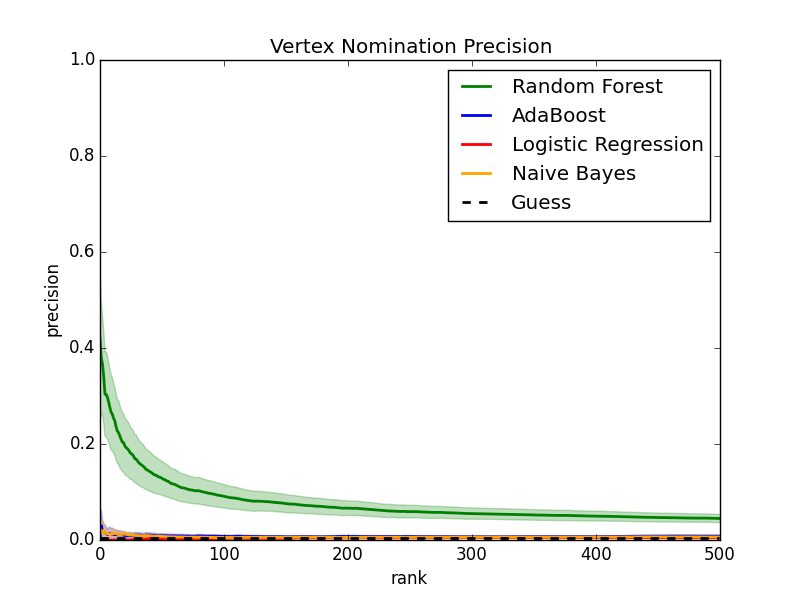 Vertex Nomination Precision
1.0
0.8
0.6
0.4
0.2
0.0
precision
Random Forest
AdaBoost
Logistic Regression
Naive Bayes
Guess
0 100 200 300 400 500
rank